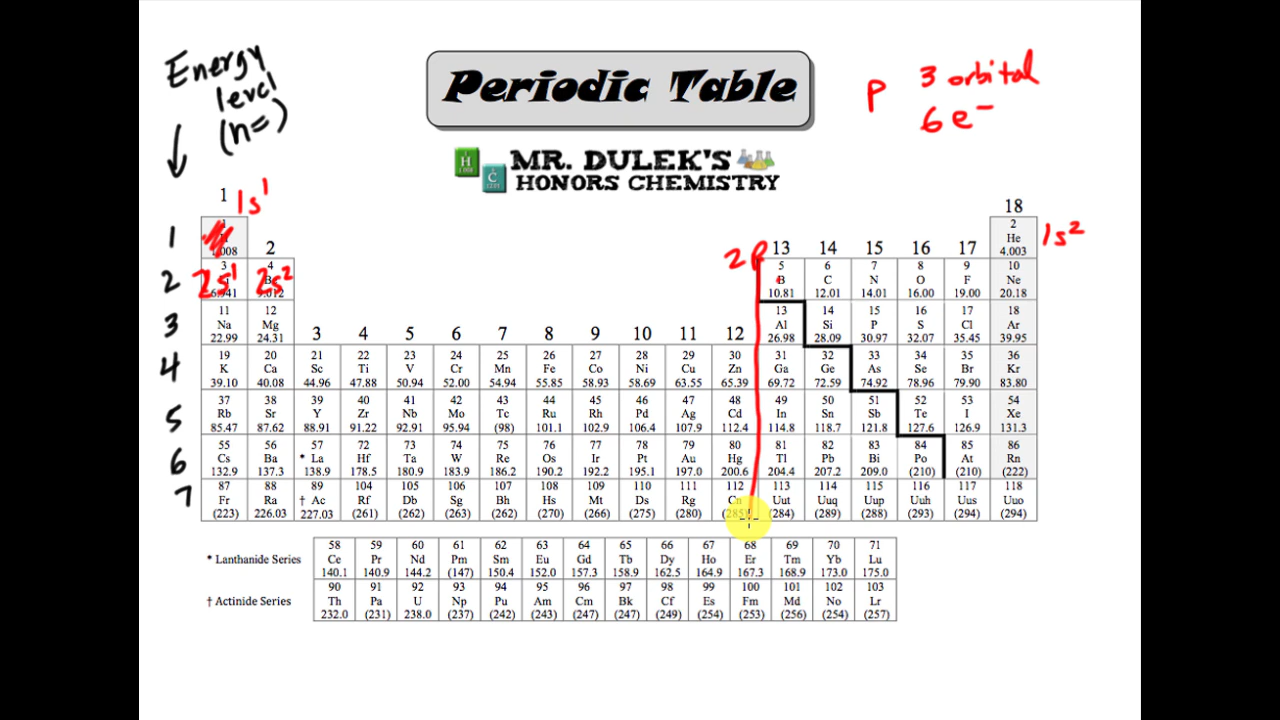 Energy
level
(n=)
Periodic Table
MR. DULEK'S
HONORS CHEMISTRY
P 3 orbital
6 e⁻
1 1s¹ 18
1 1 1.008 2 13 14 15 16 17 2 He 4.003 1s²
2p
2 3 2s¹ 6.941 4 2s² 9.012 5 B 10.81 6 C 12.01 7 N 14.01 8 O 16.00 9 F 19.00 10 Ne 20.18
3 11 Na 22.99 12 Mg 24.31 3 4 5 6 7 8 9 10 11 12 13 Al 26.98 14 Si 28.09 15 P 30.97 16 S 32.07 17 Cl 35.45 18 Ar 39.95
4 19 K 39.10 20 Ca 40.08 21 Sc 44.96 22 Ti 47.88 23 V 50.94 24 Cr 52.00 25 Mn 54.94 26 Fe 55.85 27 Co 58.93 28 Ni 58.69 29 Cu 63.55 30 Zn 65.39 31 Ga 69.72 32 Ge 72.59 33 As 74.92 34 Se 78.96 35 Br 79.90 36 Kr 83.80
5 37 Rb 85.47 38 Sr 87.62 39 Y 88.91 40 Zr 91.22 41 Nb 92.91 42 Mo 95.94 43 Tc (98) 44 Ru 101.1 45 Rh 102.9 46 Pd 106.4 47 Ag 107.9 48 Cd 112.4 49 In 114.8 50 Sn 118.7 51 Sb 121.8 52 Te 127.6 53 I 126.9 54 Xe 131.3
6 55 Cs 132.9 56 Ba 137.3 57 * La 138.9 72 Hf 178.5 73 Ta 180.9 74 W 183.9 75 Re 186.2 76 Os 190.2 77 Ir 192.2 78 Pt 195.1 79 Au 197.0 80 Hg 200.6 81 Tl 204.4 82 Pb 207.2 83 Bi 209.0 84 Po (210) 85 At (210) 86 Rn (222)
7 87 Fr (223) 88 Ra 226.03 89 † Ac 227.03 104 Rf (261) 105 Db (262) 106 Sg (263) 107 Bh (262) 108 Hs (270) 109 Mt (266) 110 Ds (275) 111 Rg (280) 112 Cn (285) 113 Uut (284) 114 Uuq (289) 115 Uup (288) 116 Uuh (293) 117 Uus (294) 118 Uuo (294)
* Lanthanide Series 58 Ce 140.1 59 Pr 140.9 60 Nd 144.2 61 Pm (147) 62 Sm 150.4 63 Eu 152.0 64 Gd 157.3 65 Tb 158.9 66 Dy 162.5 67 Ho 164.9 68 Er 167.3 69 Tm 168.9 70 Yb 173.0 71 Lu 175.0
† Actinide Series 90 Th 232.0 91 Pa (231) 92 U 238.0 93 Np (237) 94 Pu (242) 95 Am (243) 96 Cm (247) 97 Bk (247) 98 Cf (249) 99 Es (254) 100 Fm (253) 101 Md (256) 102 No (254) 103 Lr (257)